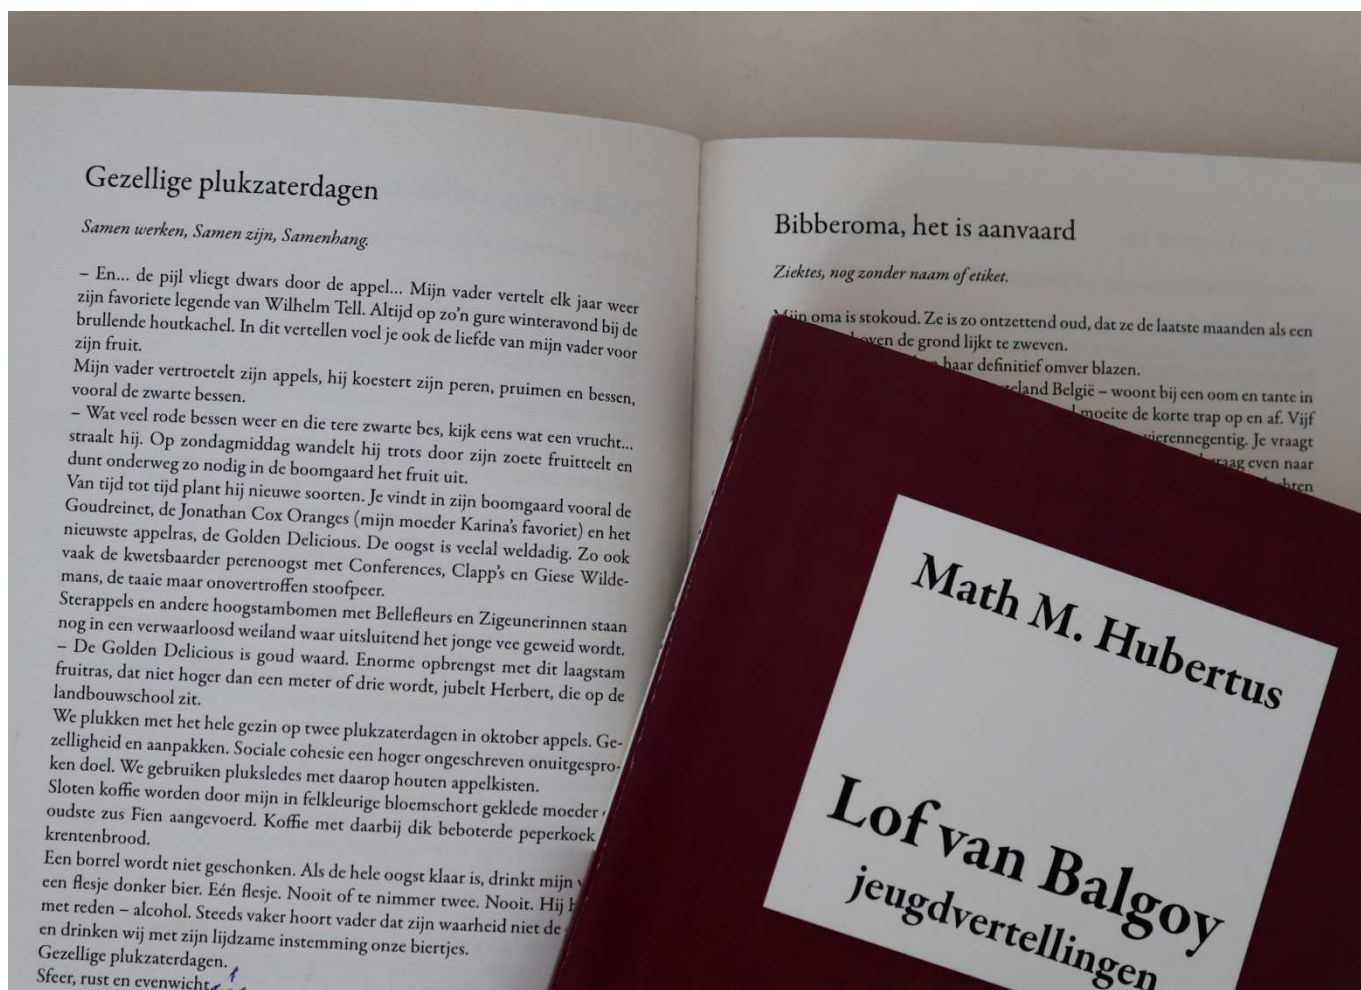 Gezellige plukzaterdagen
Samen werken, Samen zijn, Samenhang.
– En... de pijl vliegt dwars door de appel... Mijn vader vertelt elk jaar weer
zijn favoriete legende van Wilhelm Tell. Altijd op zo'n gure winteravond bij de
brullende houtkachel. In dit vertellen voel je ook de liefde van mijn vader voor
zijn fruit.
Mijn vader vertroetelt zijn appels, hij koestert zijn peren, pruimen en bessen,
vooral de zwarte bessen.
– Wat veel rode bessen weer en die tere zwarte bes, kijk eens wat een vrucht...
straalt hij. Op zondagmiddag wandelt hij trots door zijn zoete fruitteelt en
dunt onderweg zo nodig in de boomgaard het fruit uit.
Van tijd tot tijd plant hij nieuwe soorten. Je vindt in zijn boomgaard vooral de
Goudreinet, de Jonathan Cox Oranges (mijn moeder Karina's favoriet) en het
nieuwste appelras, de Golden Delicious. De oogst is veelal weldadig. Zo ook
vaak de kwetsbaarder perenoogst met Conferences, Clapp's en Giese Wilde-
mans, de taaie maar onovertroffen stoofpeer.
Sterappels en andere hoogstambomen met Bellefleurs en Zigeunerinnen staan
nog in een verwaarloosd weiland waar uitsluitend het jonge vee geweid wordt.
– De Golden Delicious is goud waard. Enorme opbrengst met dit laagstam
fruitras, dat niet hoger dan een meter of drie wordt, jubelt Herbert, die op de
landbouwschool zit.
We plukken met het hele gezin op twee plukzaterdagen in oktober appels. Ge-
zelligheid en aanpakken. Sociale cohesie een hoger ongeschreven onuitgespro-
ken doel. We gebruiken pluksledes met daarop houten appelkisten.
Sloten koffie worden door mijn in felkleurige bloemschort geklede moeder
oudste zus Fien aangevoerd. Koffie met daarbij dik beboterde peperkoek
krentenbrood.
Een borrel wordt niet geschonken. Als de hele oogst klaar is, drinkt mijn
een flesje donker bier. Eén flesje. Nooit of te nimmer twee. Nooit. Hij
met reden – alcohol. Steeds vaker hoort vader dat zijn waarheid niet de
en drinken wij met zijn lijdzame instemming onze biertjes.
Gezellige plukzaterdagen.
Sfeer, rust en evenwicht
Bibberoma, het is aanvaard
Ziektes, nog zonder naam of etiket.
Mijn oma is stokoud. Ze is zo ontzettend oud, dat ze de laatste maanden als een
boven de grond lijkt te zweven.
haar definitief omver blazen.
België – woont bij een oom en tante in
moeite de korte trap op en af. Vijf
vierennegentig. Je vraagt
even naar
Math M. Hubertus
Lof van Balgoy
jeugdvertellingen